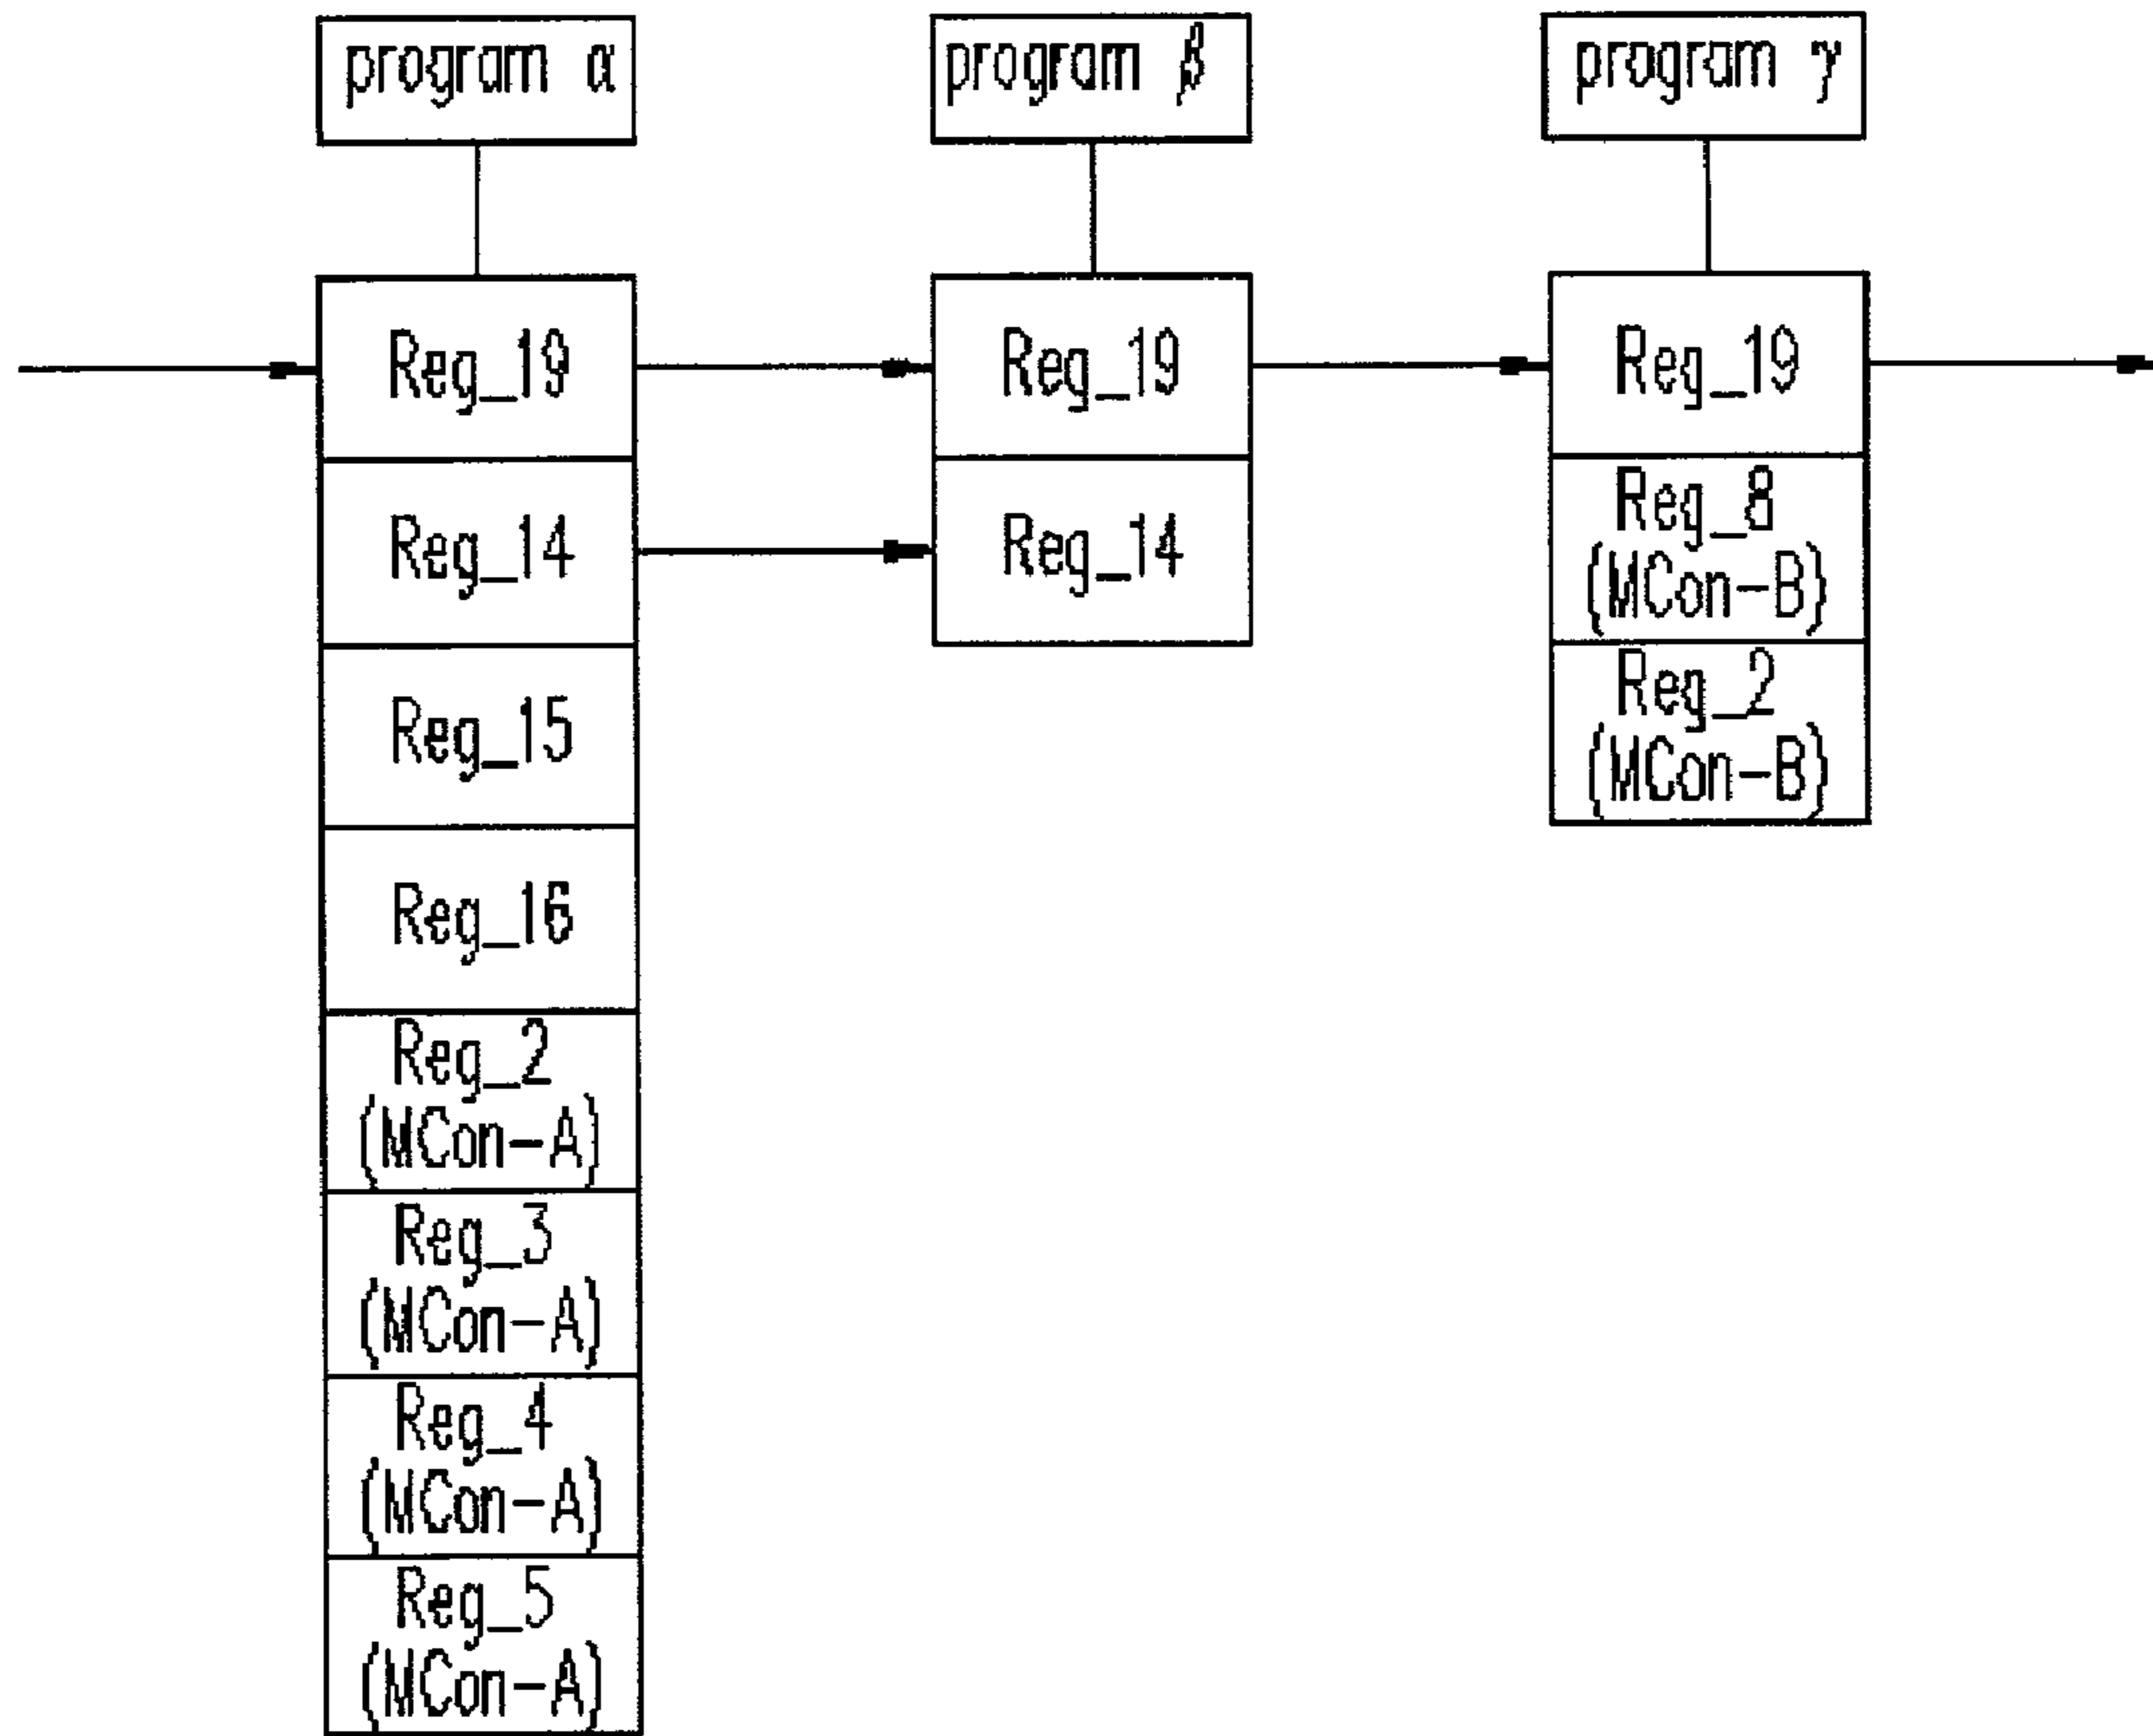 program α
program β
program γ
Reg_19
Reg_14
Reg_15
Reg_16
Reg_2
(MCon-A)
Reg_3
(MCon-A)
Reg_4
(MCon-A)
Reg_5
(MCon-A)
Reg_19
Reg_14
Reg_19
Reg_8
(MCon-B)
Reg_2
(MCon-B)